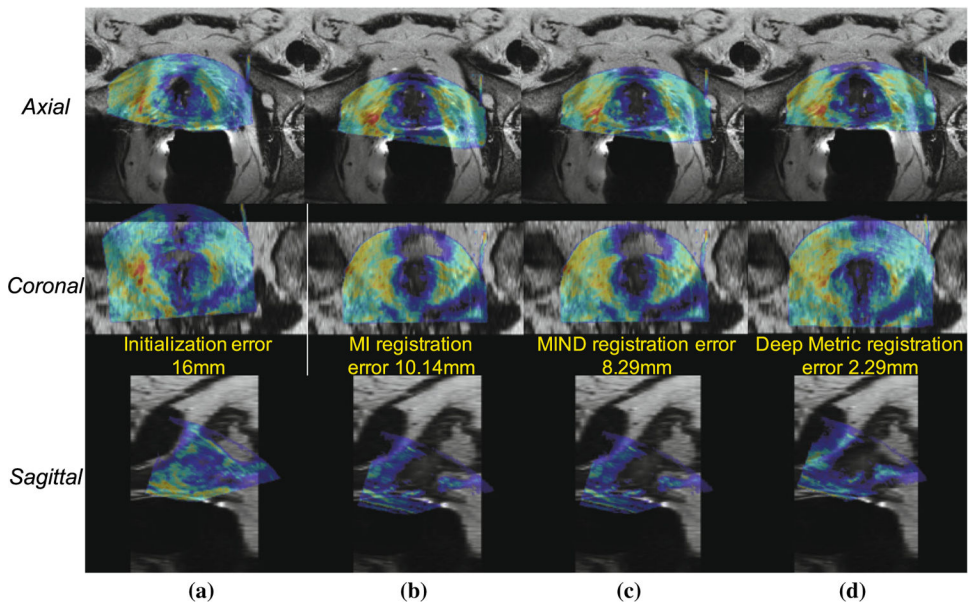 Axial
Coronal
Initialization error
16mm
MI registration
error 10.14mm
MIND registration error
8.29mm
Deep Metric registration
error 2.29mm
Sagittal
(a)
(b)
(c)
(d)